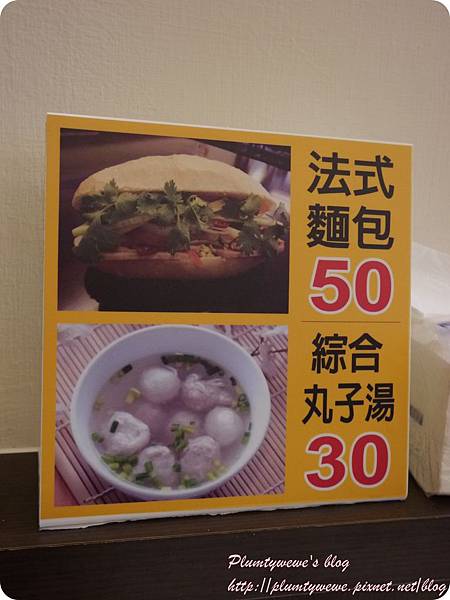 法式
麵包
50
綜合
丸子湯
30
Plumtywewe's blog
http://plumtywewe.pixnet.net/blog